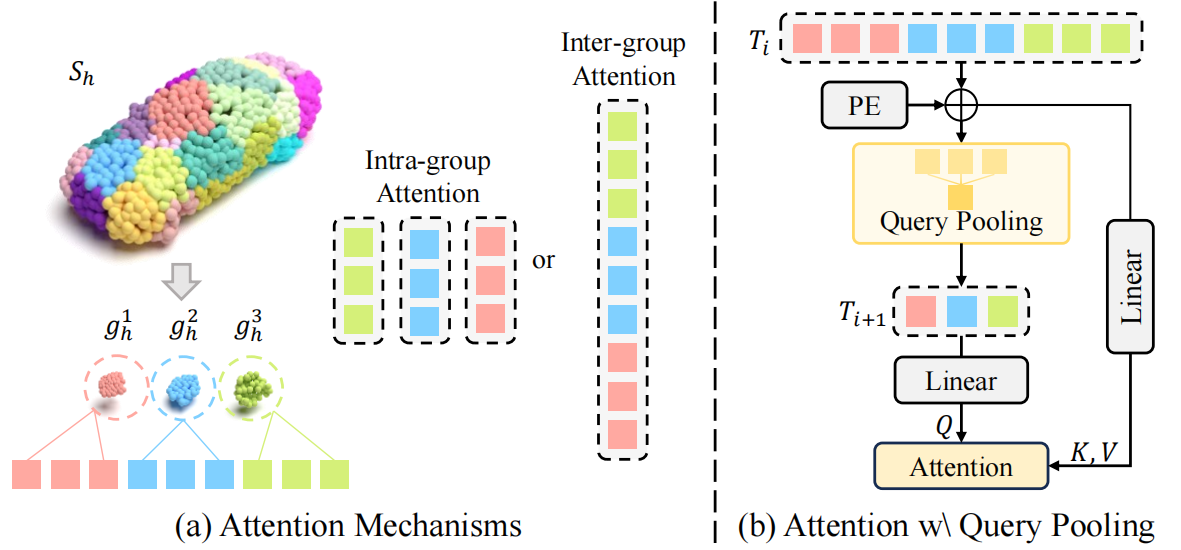 S_h
Intra-group
Attention
or
Inter-group
Attention
g_h^1
g_h^2
g_h^3
(a) Attention Mechanisms
T_i
PE
Query Pooling
Linear
T_{i+1}
Linear
Q
K, V
Attention
(b) Attention w\ Query Pooling